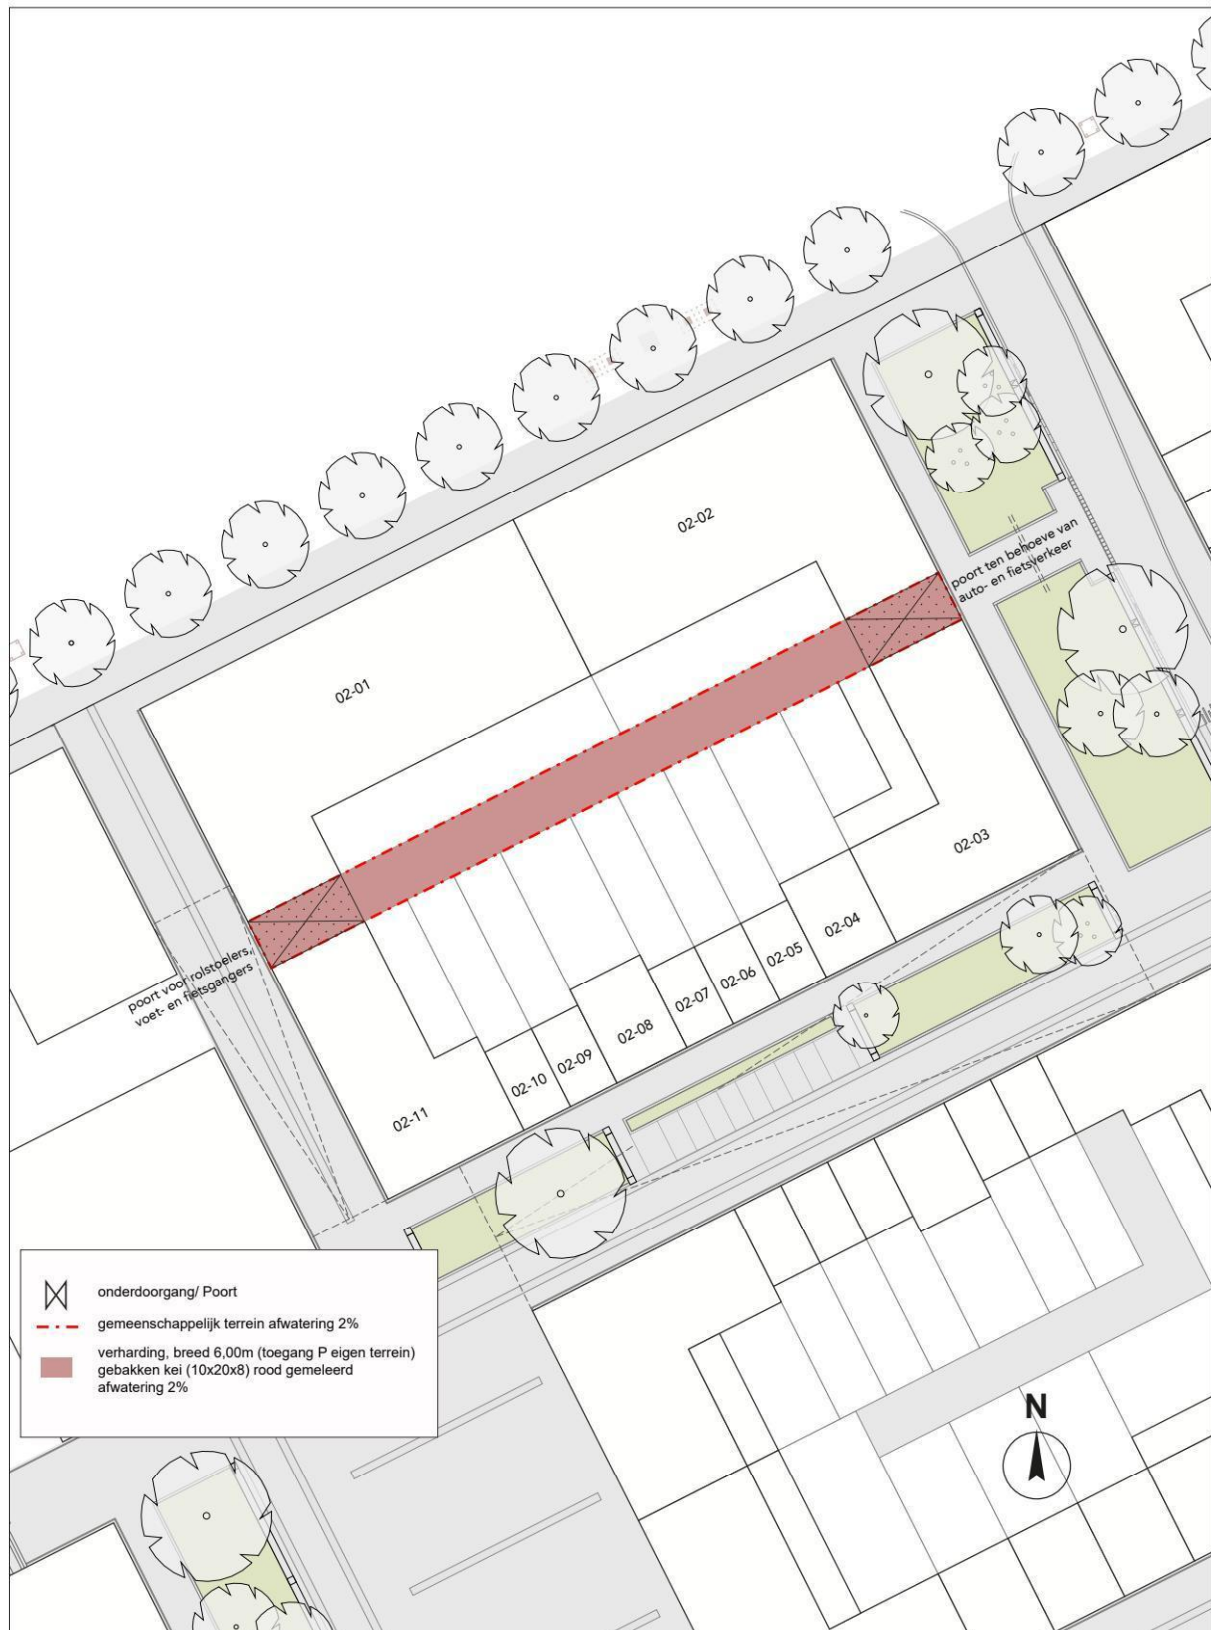 02-02
poort ten behoeve van
auto- en fietsverkeer
02-01
02-03
02-04
02-05
02-06
02-07
02-08
02-09
02-10
02-11
poort voor rolstoelers,
voet- en fietsgangers
onderdoorgang/ Poort
gemeenschappelijk terrein afwatering 2%
verharding, breed 6,00m (toegang P eigen terrein)
gebakken kei (10x20x8) rood gemeleerd
afwatering 2%
N